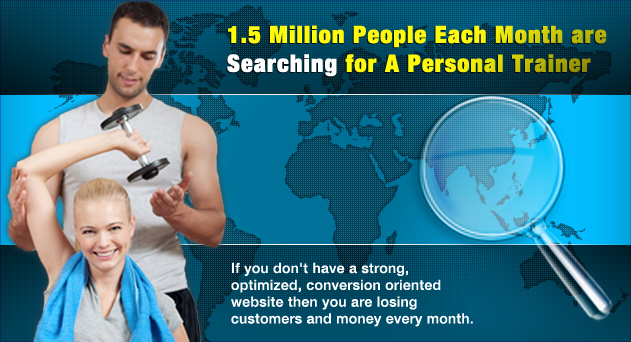 1.5 Million People Each Month are
Searching for A Personal Trainer
If you don't have a strong,
optimized, conversion oriented
website then you are losing
customers and money every month.